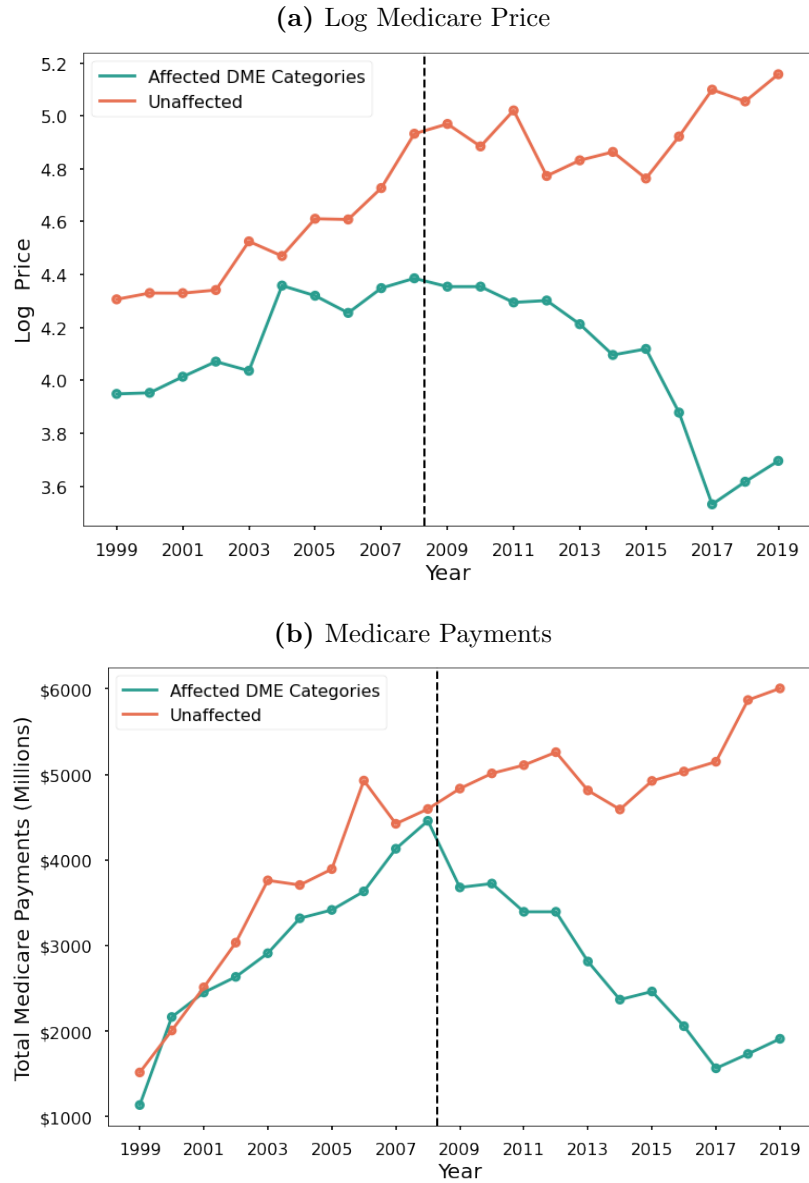 (a) Log Medicare Price
Affected DME Categories
Unaffected
5.2
5.0
4.8
4.6
4.4
4.2
4.0
3.8
3.6
Log Price
1999 2001 2003 2005 2007 2009 2011 2013 2015 2017 2019
Year
(b) Medicare Payments
Affected DME Categories
Unaffected
$6000
$5000
$4000
$3000
$2000
$1000
Total Medicare Payments (Millions)
1999 2001 2003 2005 2007 2009 2011 2013 2015 2017 2019
Year